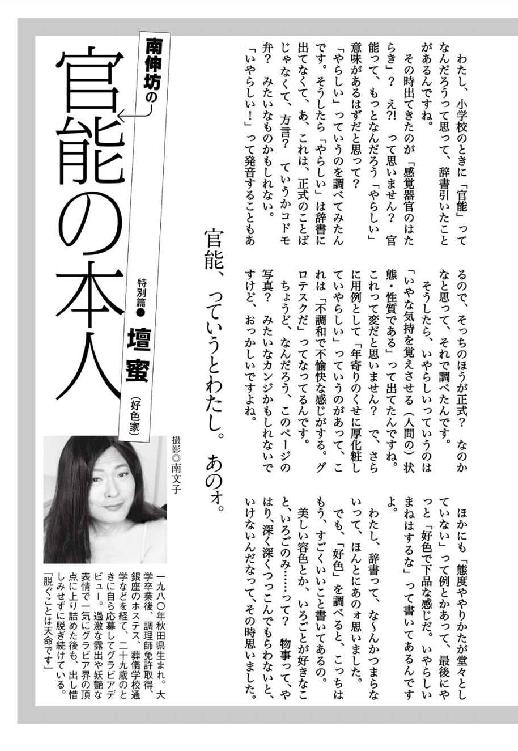 南伸坊の
官能の本人
特別篇●
壇蜜
(好色家)
撮影◎南文子
一九八〇年秋田県生まれ。大
学卒業後、調理師免許取得、
銀座のホステス、葬儀学校通
学などを経て、二十九歳のと
きに自ら応募してグラビアデ
ビュー。過激な露出や妖艶な
表情で一気にグラビア界の頂
点に上り詰めた後も、出し惜
しみせずに脱ぎ続けている。
「脱ぐことは天命です」
官能、っていうとわたし。あのォ。
わたし、小学校のときに「官能」って
なんだろうって思って、辞書引いたこと
があるんですね。
その時出てきたのが「感覚器官のはた
らき」？ え?! って思いません？ 官
能って、もっとなんだろう「やらしい」
意味があるはずだと思って？
「やらしい」っていうのを調べてみたん
です。そうしたら「やらしい」は辞書に
出てなくて、あ、これは、正式のことば
じゃなくて、方言？ ていうかコドモ
弁？ みたいなものかもしれない。
「いやらしい！」って発音することもあ
るので、そっちのほうが正式？ なのか
なと思って、それで調べたんです。
そうしたら、いやらしいっていうのは
「いやな気持を覚えさせる（人間の）状
態・性質である」って出てたんですね。
これって変だと思いません？ で、さら
に用例として「年寄りのくせに厚化粧し
ていやらしい」っていうのがあって、こ
れは「不調和で不愉快な感じがする。グ
ロテスクだ」ってなってるんです。
ちょうど、なんだろう、このページの
写真？ みたいなカンジかもしれないで
すけど、おっかしいですよね。
ほかにも「態度ややりかたが堂々とし
ていない」って例とかあって、最後にや
っと「好色で下品な感じだ。いやらしい
まねはするな」って書いてあるんです
よ。
わたし、辞書って、な〜んかつまらな
いって、ほんとにあのォ思いました。
でも、「好色」を調べると、こっちは
もう、すごくいいこと書いてあるの。
美しい容色とか、いろごとが好きなこ
と、いろごのみ……って？ 物事って、や
はり、深く深くつっこんでもらわないと、
いけないんだなって、その時思いました。